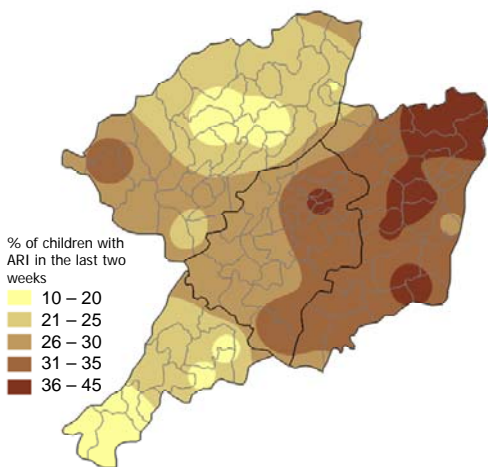 % of children with
ARI in the last two
weeks
10 – 20
21 – 25
26 – 30
31 – 35
36 – 45